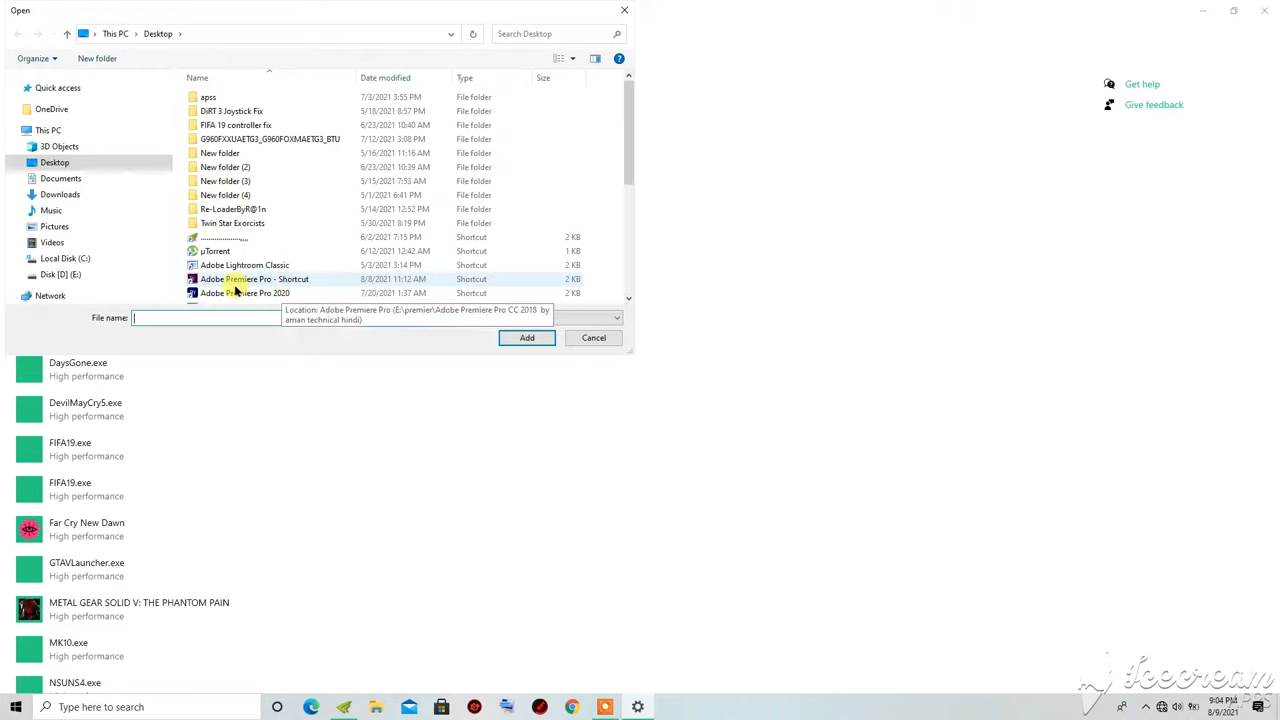 Open
This PC > Desktop >
Search Desktop
Organize
New folder
Name
Date modified
Type
Size
Quick access
OneDrive
This PC
3D Objects
Desktop
Documents
Downloads
Music
Pictures
Videos
Local Disk (C:)
Disk [D] (E:)
Network
apss 7/3/2021 3:55 PM File folder
DiRT 3 Joystick Fix 5/18/2021 8:57 PM File folder
FIFA 19 controller fix 6/23/2021 10:40 AM File folder
G960FXXUAETG3_G960FOXMAETG3_BTU 7/12/2021 3:08 PM File folder
New folder 5/16/2021 11:16 AM File folder
New folder (2) 6/23/2021 10:39 AM File folder
New folder (3) 5/15/2021 7:53 AM File folder
New folder (4) 5/1/2021 6:41 PM File folder
Re-LoaderByR@1n 5/14/2021 12:52 PM File folder
Twin Star Exorcists 5/30/2021 8:19 PM File folder
....................,,,, 6/2/2021 7:15 PM Shortcut 2 KB
µTorrent 6/12/2021 12:42 AM Shortcut 2 KB
Adobe Lightroom Classic 5/3/2021 3:14 PM Shortcut 2 KB
Adobe Premiere Pro - Shortcut 8/8/2021 11:12 AM Shortcut 2 KB
Adobe Premiere Pro 2020 7/20/2021 1:37 AM Shortcut 2 KB
Location: Adobe Premiere Pro (E:\premier\Adobe Premiere Pro CC 2018 by
aman technical hindi)
File name:
Add
Cancel
Get help
Give feedback
DaysGone.exe
High performance
DevilMayCry5.exe
High performance
FIFA19.exe
High performance
FIFA19.exe
High performance
Far Cry New Dawn
High performance
GTAVLauncher.exe
High performance
METAL GEAR SOLID V: THE PHANTOM PAIN
High performance
MK10.exe
High performance
NSUNS4.exe
Icecream
APPS
Type here to search
9:04 PM
8/9/2021